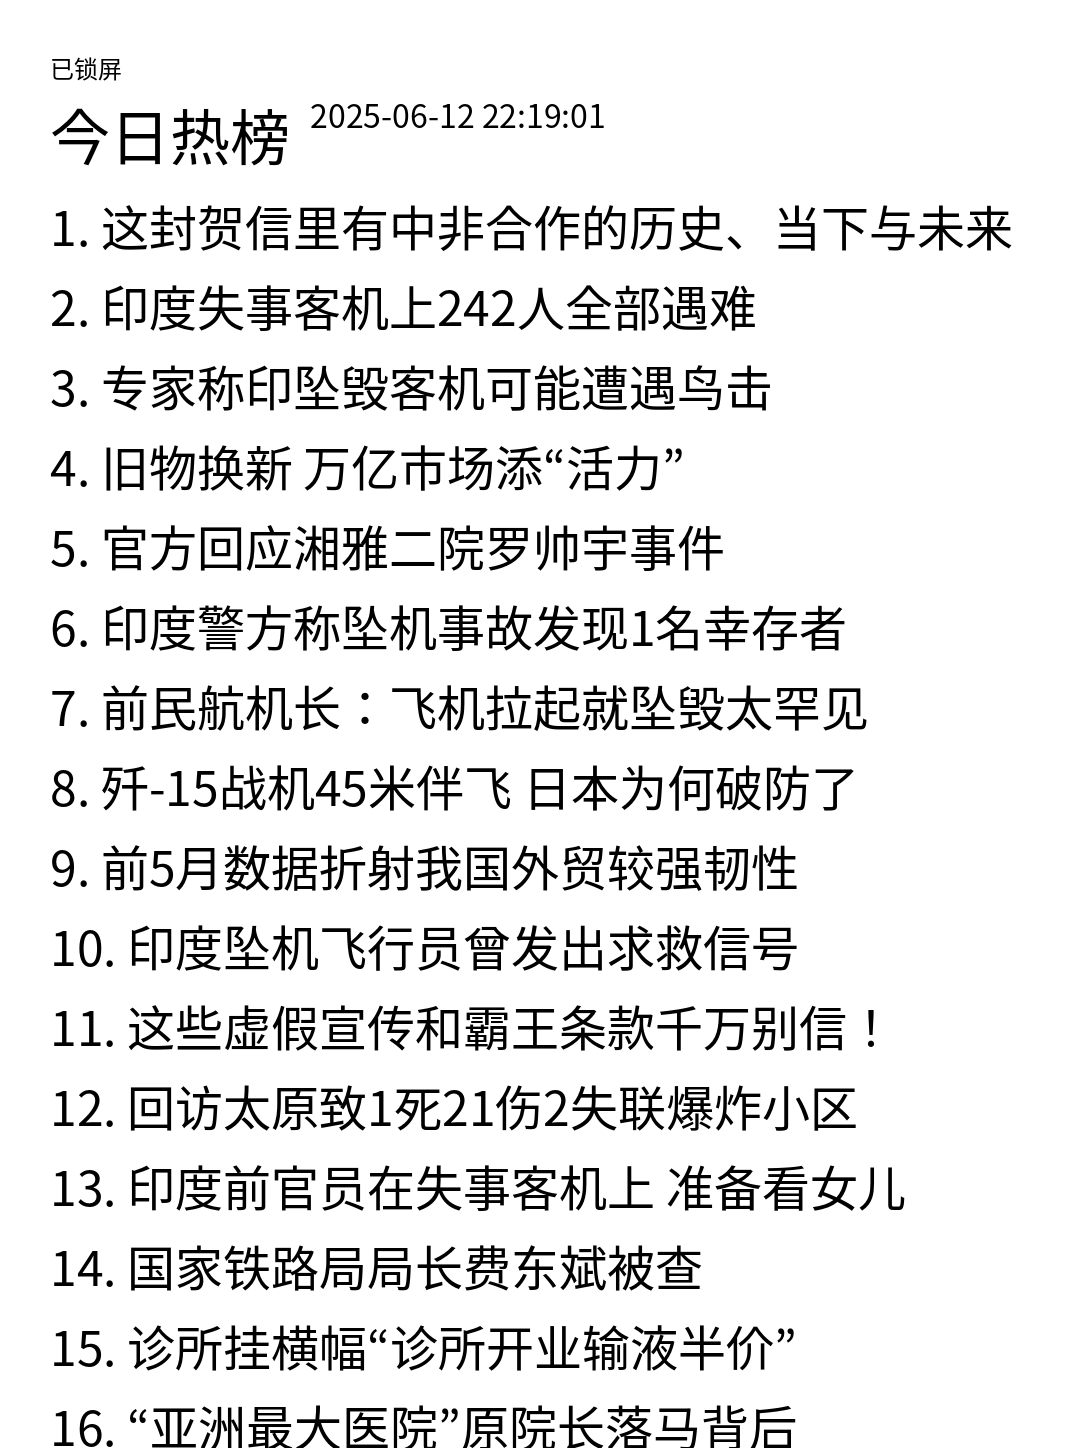 已锁屏
今日热榜 2025-06-12 22:19:01
1. 这封贺信里有中非合作的历史、当下与未来
2. 印度失事客机上242人全部遇难
3. 专家称印坠毁客机可能遭遇鸟击
4. 旧物换新 万亿市场添“活力”
5. 官方回应湘雅二院罗帅宇事件
6. 印度警方称坠机事故发现1名幸存者
7. 前民航机长：飞机拉起就坠毁太罕见
8. 歼-15战机45米伴飞 日本为何破防了
9. 前5月数据折射我国外贸较强韧性
10. 印度坠机飞行员曾发出求救信号
11. 这些虚假宣传和霸王条款千万别信！
12. 回访太原致1死21伤2失联爆炸小区
13. 印度前官员在失事客机上 准备看女儿
14. 国家铁路局局长费东斌被查
15. 诊所挂横幅“诊所开业输液半价”
16. “亚洲最大医院”原院长落马背后